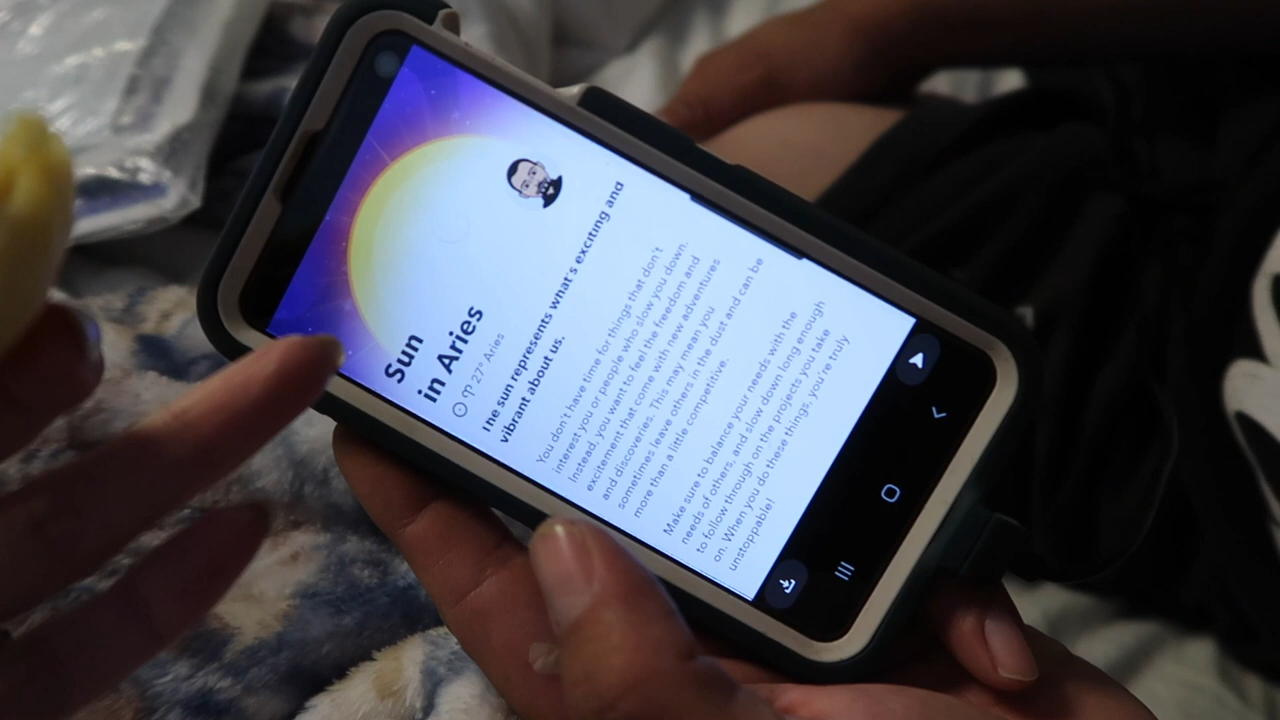 Sun
in Aries
☉ ♈ 27° Aries
The sun represents what's exciting and
vibrant about us.
You don't have time for things that don't
interest you or people who slow you down.
Instead, you want to feel the freedom and
excitement that come with new adventures
and discoveries. This may mean you
sometimes leave others in the dust and can be
more than a little competitive.
Make sure to balance your needs with the
needs of others, and slow down long enough
to follow through on the projects you take
on. When you do these things, you're truly
unstoppable!